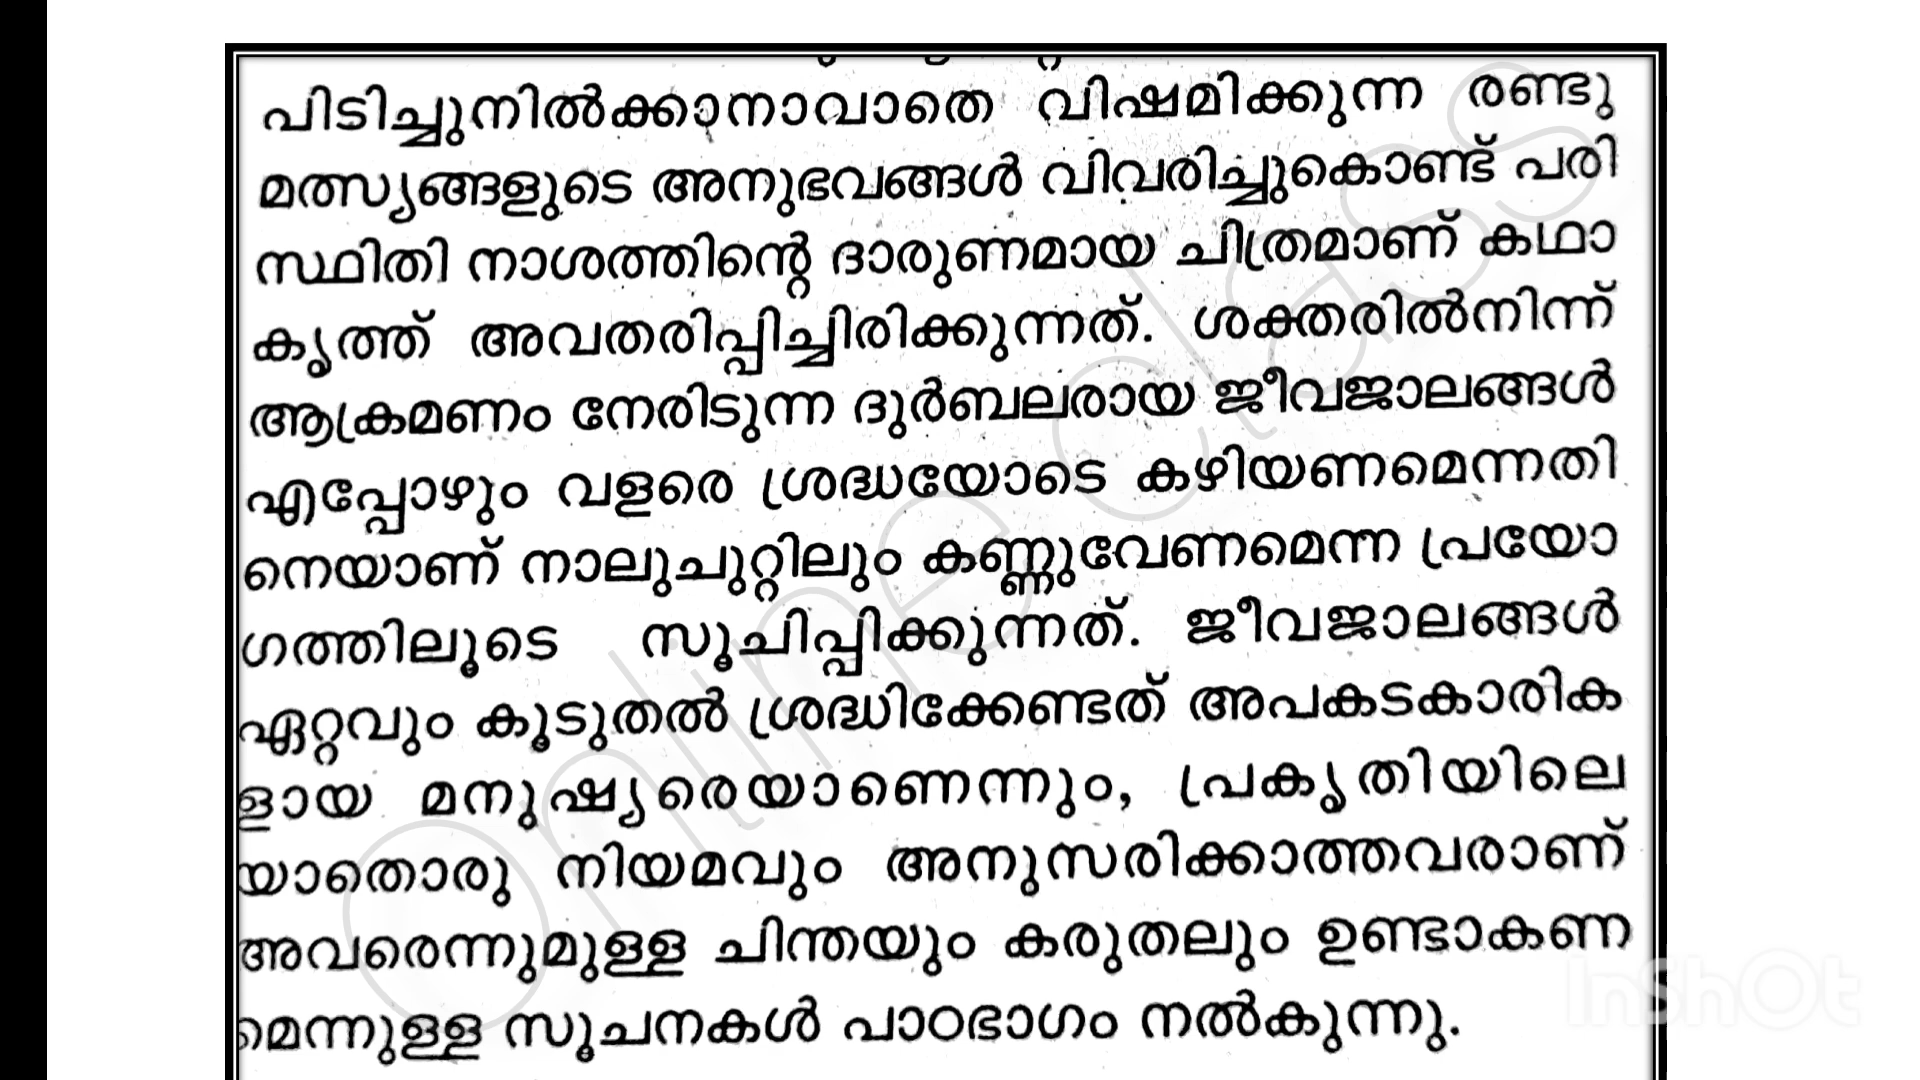 പിടിച്ചുനിൽക്കാനാവാതെ വിഷമിക്കുന്ന രണ്ടു
മത്സ്യങ്ങളുടെ അനുഭവങ്ങൾ വിവരിച്ചുകൊണ്ട് പരി
സ്ഥിതി നാശത്തിന്റെ ദാരുണമായ ചിത്രമാണ് കഥാ
കൃത്ത് അവതരിപ്പിച്ചിരിക്കുന്നത്. ശക്തരിൽനിന്ന്
ആക്രമണം നേരിടുന്ന ദുർബലരായ ജീവജാലങ്ങൾ
എപ്പോഴും വളരെ ശ്രദ്ധയോടെ കഴിയണമെന്നതി
നെയാണ് നാലുചുറ്റിലും കണ്ണുവേണമെന്ന പ്രയോ
ഗത്തിലൂടെ സൂചിപ്പിക്കുന്നത്. ജീവജാലങ്ങൾ
ഏറ്റവും കൂടുതൽ ശ്രദ്ധിക്കേണ്ടത് അപകടകാരിക
ളായ മനുഷ്യരെയാണെന്നും, പ്രകൃതിയിലെ
യാതൊരു നിയമവും അനുസരിക്കാത്തവരാണ്
അവരെന്നുമുള്ള ചിന്തയും കരുതലും ഉണ്ടാകണ
മെന്നുള്ള സൂചനകൾ പാഠഭാഗം നൽകുന്നു.
Online class
InShOt